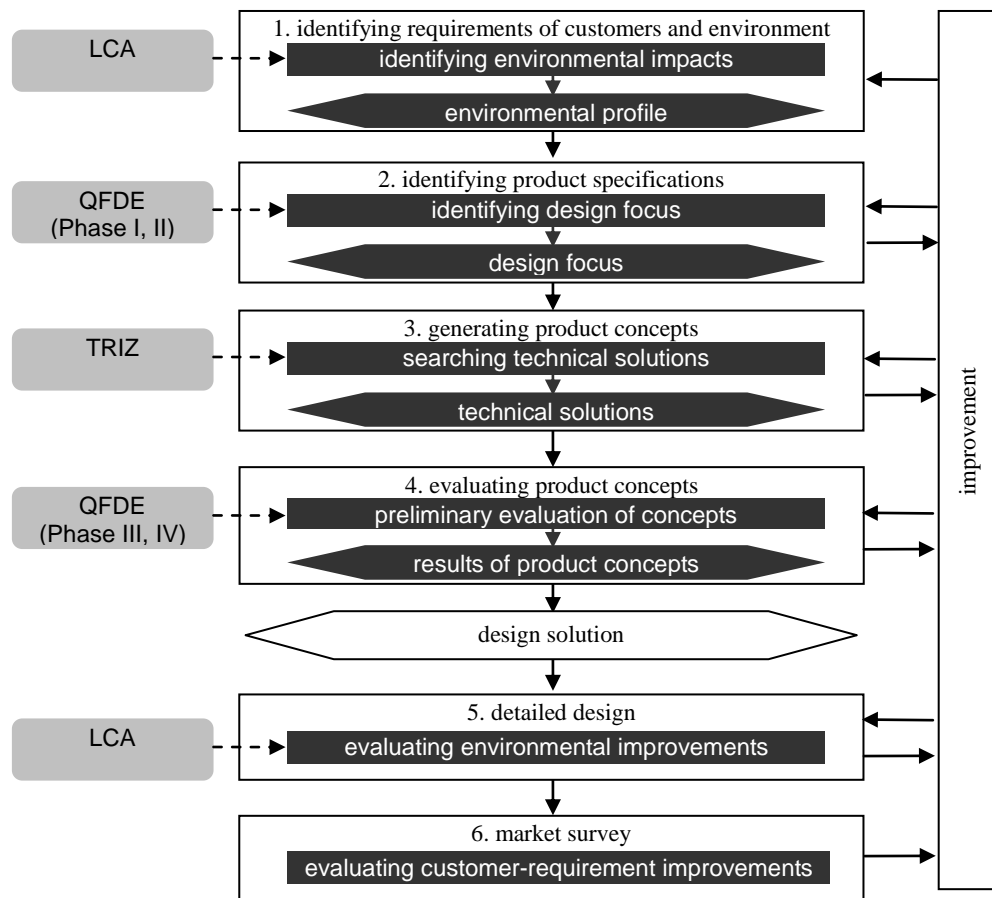 1. identifying requirements of customers and environment
LCA
identifying environmental impacts
environmental profile
2. identifying product specifications
QFDE
(Phase I, II)
identifying design focus
design focus
3. generating product concepts
TRIZ
searching technical solutions
technical solutions
4. evaluating product concepts
QFDE
(Phase III, IV)
preliminary evaluation of concepts
results of product concepts
design solution
5. detailed design
LCA
evaluating environmental improvements
6. market survey
evaluating customer-requirement improvements
improvement